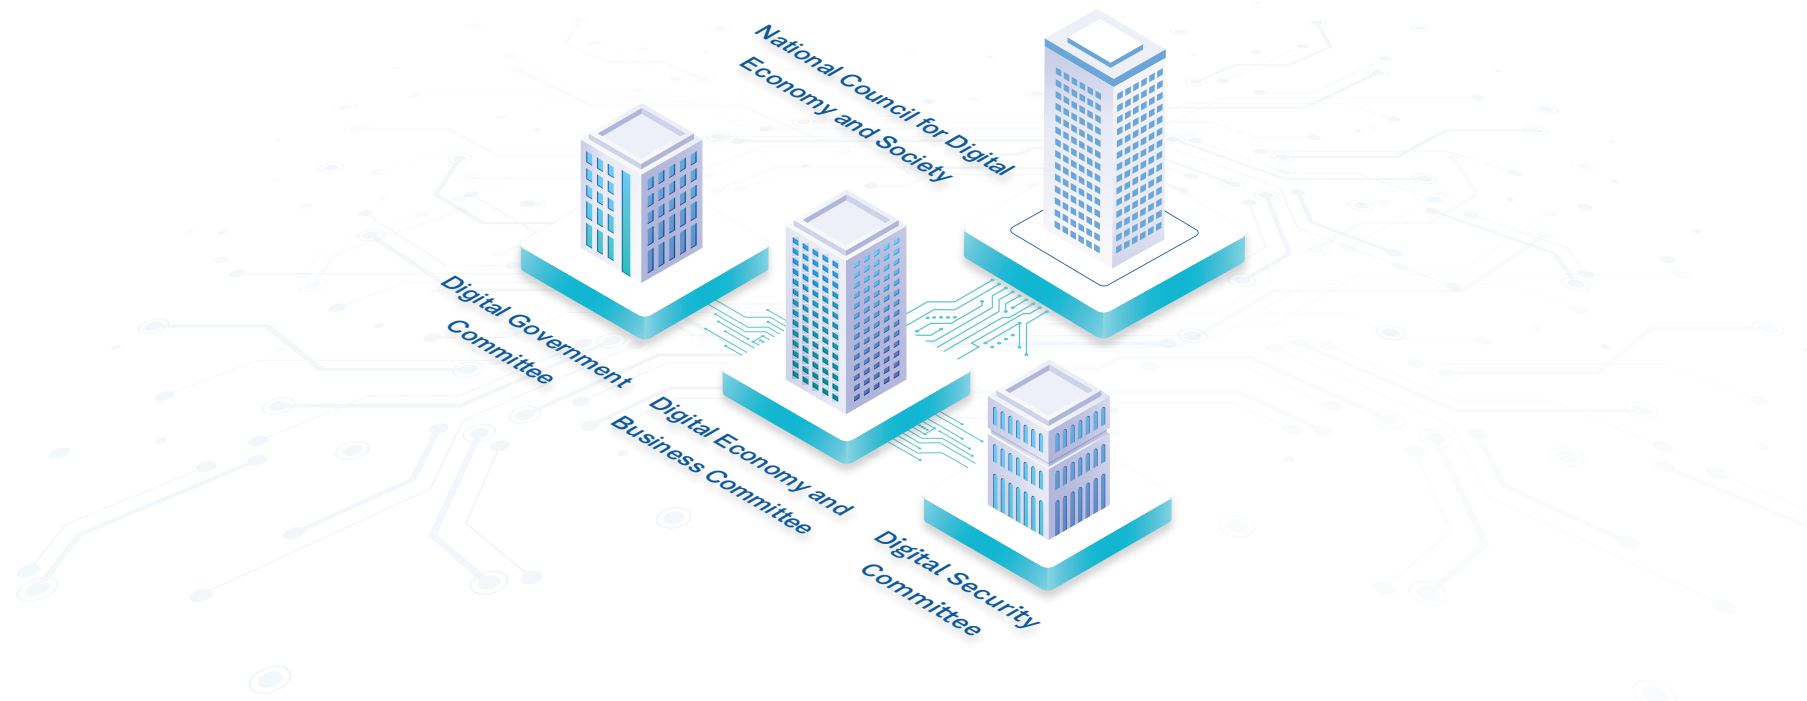 National Council for Digital
Economy and Society
Digital Government
Committee
Digital Economy and
Business Committee
Digital Security
Committee